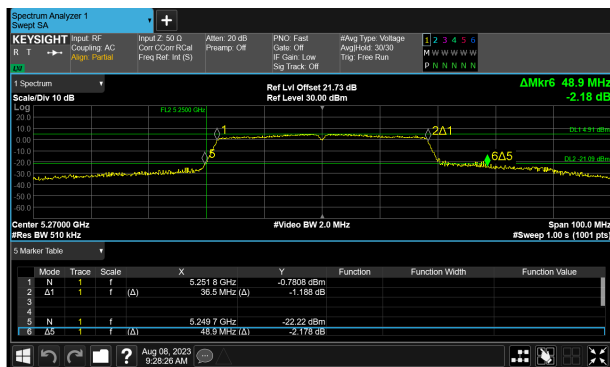 Spectrum Analyzer 1
Swept SA
+
KEYSIGHT Input: RF Input Z: 50 Ω Atten: 20 dB PNO: Fast #Avg Type: Voltage 1 2 3 4 5 6
R T Coupling: AC Corr CCorr RCal Preamp: Off Gate: Off Avg|Hold: 30/30 M W W W W W
Align: Partial Freq Ref: Int (S) IF Gain: Low Trig: Free Run P N N N N N
Sig Track: Off
1 Spectrum
Ref Lvl Offset 21.73 dB ΔMkr6 48.9 MHz
Scale/Div 10 dB Ref Level 30.00 dBm -2.18 dB
Log FL2 5.2500 GHz
20.0
10.0 1 2Δ1 DL1 4.91 dBm
0.00
-10.0
5 6Δ5 DL2 -21.09 dBm
-20.0
-30.0
-40.0
-50.0
-60.0
Center 5.27000 GHz #Video BW 2.0 MHz Span 100.0 MHz
#Res BW 510 kHz #Sweep 1.00 s (1001 pts)
5 Marker Table
Mode Trace Scale X Y Function Function Width Function Value
1 N 1 f 5.251 8 GHz -0.7808 dBm
2 Δ1 1 f (Δ) 36.5 MHz (Δ) -1.188 dB
3
4
5 N 1 f 5.249 7 GHz -22.22 dBm
6 Δ5 1 f (Δ) 48.9 MHz (Δ) -2.178 dB
? Aug 08, 2023
9:28:26 AM